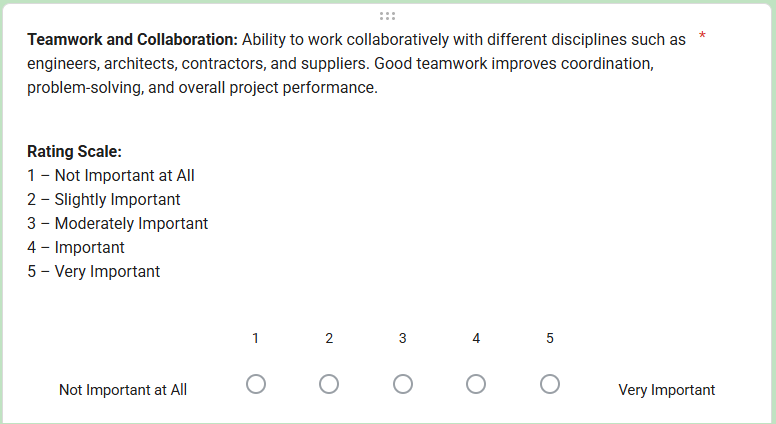 Teamwork and Collaboration: Ability to work collaboratively with different disciplines such as *
engineers, architects, contractors, and suppliers. Good teamwork improves coordination,
problem-solving, and overall project performance.
Rating Scale:
1 – Not Important at All
2 – Slightly Important
3 – Moderately Important
4 – Important
5 – Very Important
1 2 3 4 5
Not Important at All Very Important